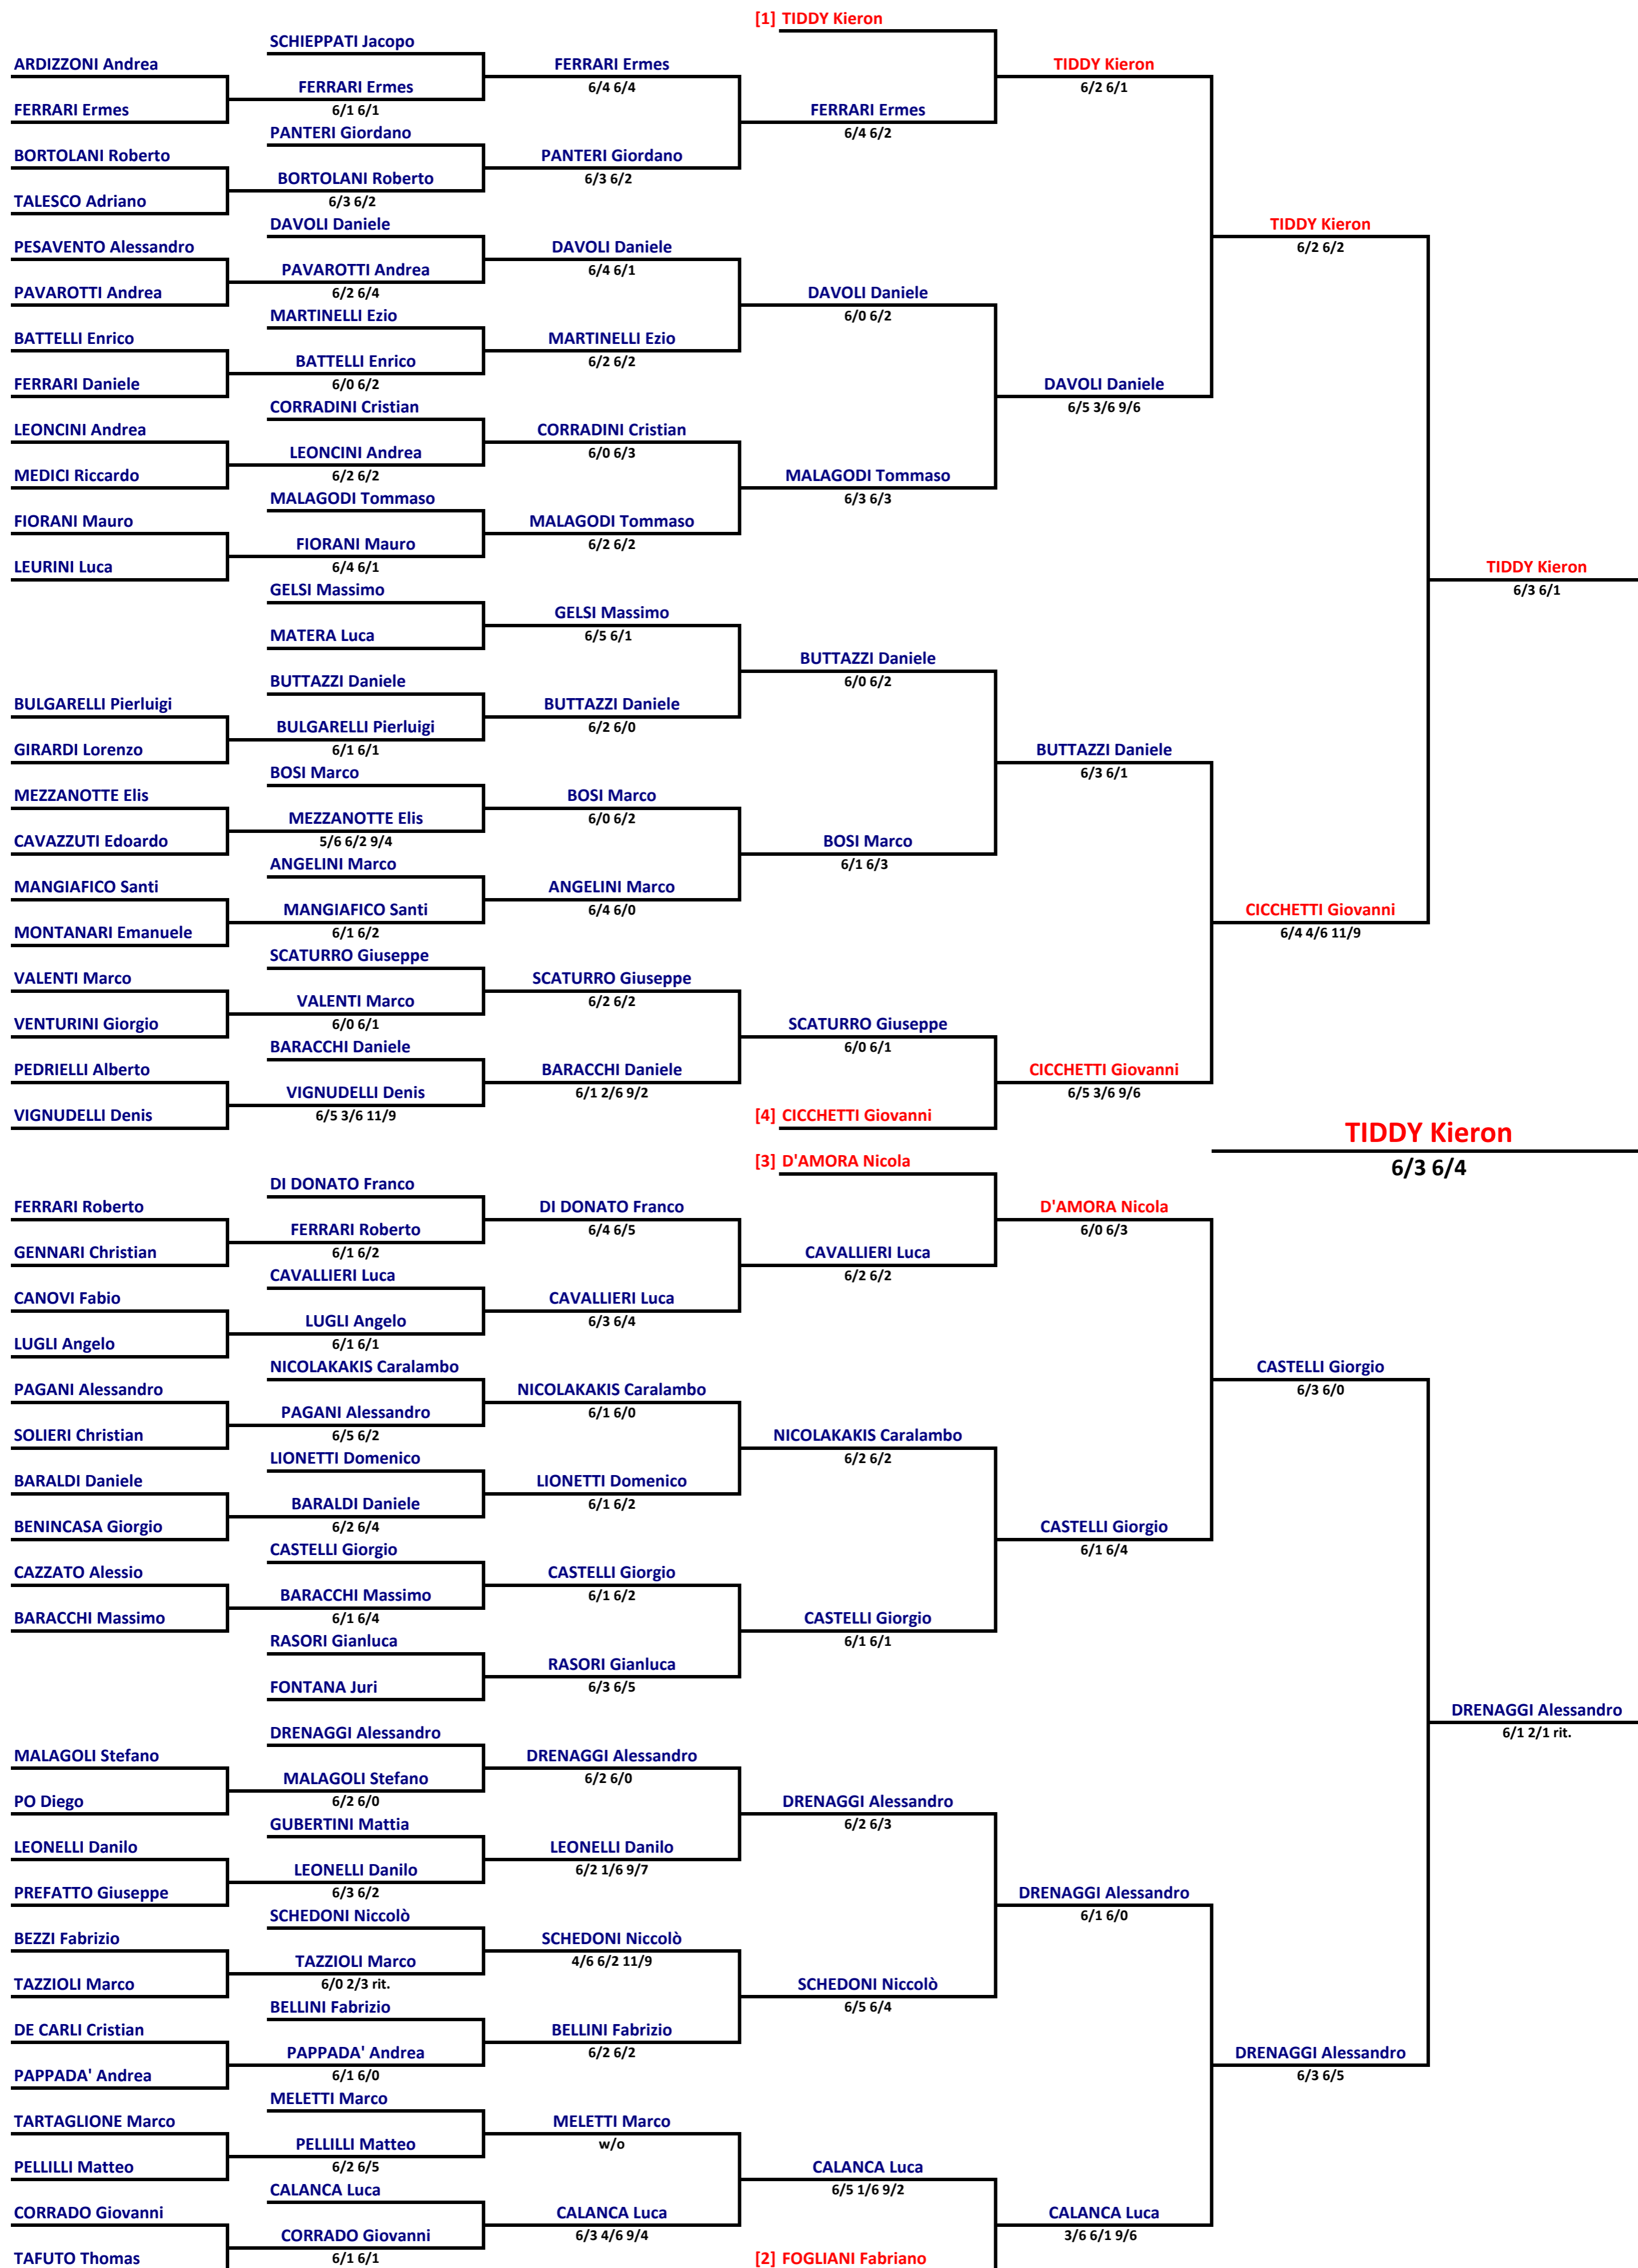 [1] TIDDY Kieron
SCHIEPPATI Jacopo
ARDIZZONI Andrea
FERRARI Ermes
6/4 6/4
TIDDY Kieron
6/2 6/1
FERRARI Ermes
FERRARI Ermes
6/1 6/1
FERRARI Ermes
6/4 6/2
PANTERI Giordano
BORTOLANI Roberto
PANTERI Giordano
6/3 6/2
BORTOLANI Roberto
6/3 6/2
TALESCO Adriano
DAVOLI Daniele
TIDDY Kieron
6/2 6/2
PESAVENTO Alessandro
DAVOLI Daniele
6/4 6/1
PAVAROTTI Andrea
6/2 6/4
PAVAROTTI Andrea
DAVOLI Daniele
6/0 6/2
MARTINELLI Ezio
BATTELLI Enrico
MARTINELLI Ezio
6/2 6/2
BATTELLI Enrico
6/0 6/2
FERRARI Daniele
DAVOLI Daniele
6/5 3/6 9/6
CORRADINI Cristian
LEONCINI Andrea
CORRADINI Cristian
6/0 6/3
LEONCINI Andrea
6/2 6/2
MEDICI Riccardo
MALAGODI Tommaso
6/3 6/3
MALAGODI Tommaso
FIORANI Mauro
MALAGODI Tommaso
6/2 6/2
FIORANI Mauro
6/4 6/1
LEURINI Luca
TIDDY Kieron
6/3 6/1
GELSI Massimo
GELSI Massimo
6/5 6/1
MATERA Luca
BUTTAZZI Daniele
6/0 6/2
BUTTAZZI Daniele
BULGARELLI Pierluigi
BUTTAZZI Daniele
6/2 6/0
BULGARELLI Pierluigi
6/1 6/1
GIRARDI Lorenzo
BUTTAZZI Daniele
6/3 6/1
BOSI Marco
MEZZANOTTE Elis
BOSI Marco
6/0 6/2
MEZZANOTTE Elis
5/6 6/2 9/4
CAVAZZUTI Edoardo
BOSI Marco
6/1 6/3
ANGELINI Marco
MANGIAFICO Santi
ANGELINI Marco
6/4 6/0
MANGIAFICO Santi
6/1 6/2
CICCHETTI Giovanni
6/4 4/6 11/9
MONTANARI Emanuele
SCATURRO Giuseppe
VALENTI Marco
SCATURRO Giuseppe
6/2 6/2
VALENTI Marco
6/0 6/1
VENTURINI Giorgio
SCATURRO Giuseppe
6/0 6/1
BARACCHI Daniele
PEDRIELLI Alberto
BARACCHI Daniele
6/1 2/6 9/2
CICCHETTI Giovanni
6/5 3/6 9/6
VIGNUDELLI Denis
6/5 3/6 11/9
VIGNUDELLI Denis
[4] CICCHETTI Giovanni
TIDDY Kieron
6/3 6/4
[3] D'AMORA Nicola
DI DONATO Franco
FERRARI Roberto
DI DONATO Franco
6/4 6/5
D'AMORA Nicola
6/0 6/3
FERRARI Roberto
6/1 6/2
GENNARI Christian
CAVALLIERI Luca
6/2 6/2
CAVALLIERI Luca
CANOVI Fabio
CAVALLIERI Luca
6/3 6/4
LUGLI Angelo
6/1 6/1
LUGLI Angelo
NICOLAKAKIS Caralambo
CASTELLI Giorgio
6/3 6/0
PAGANI Alessandro
NICOLAKAKIS Caralambo
6/1 6/0
PAGANI Alessandro
6/5 6/2
SOLIERI Christian
NICOLAKAKIS Caralambo
6/2 6/2
LIONETTI Domenico
BARALDI Daniele
LIONETTI Domenico
6/1 6/2
BARALDI Daniele
6/2 6/4
BENINCASA Giorgio
CASTELLI Giorgio
6/1 6/4
CASTELLI Giorgio
CAZZATO Alessio
CASTELLI Giorgio
6/1 6/2
BARACCHI Massimo
6/1 6/4
BARACCHI Massimo
CASTELLI Giorgio
6/1 6/1
RASORI Gianluca
RASORI Gianluca
6/3 6/5
FONTANA Juri
DRENAGGI Alessandro
6/1 2/1 rit.
DRENAGGI Alessandro
MALAGOLI Stefano
DRENAGGI Alessandro
6/2 6/0
MALAGOLI Stefano
6/2 6/0
PO Diego
DRENAGGI Alessandro
6/2 6/3
GUBERTINI Mattia
LEONELLI Danilo
LEONELLI Danilo
6/2 1/6 9/7
LEONELLI Danilo
6/3 6/2
PREFATTO Giuseppe
DRENAGGI Alessandro
6/1 6/0
SCHEDONI Niccolò
BEZZI Fabrizio
SCHEDONI Niccolò
4/6 6/2 11/9
TAZZIOLI Marco
6/0 2/3 rit.
TAZZIOLI Marco
SCHEDONI Niccolò
6/5 6/4
BELLINI Fabrizio
DE CARLI Cristian
BELLINI Fabrizio
6/2 6/2
PAPPADA' Andrea
6/1 6/0
DRENAGGI Alessandro
6/3 6/5
PAPPADA' Andrea
MELETTI Marco
TARTAGLIONE Marco
MELETTI Marco
w/o
PELLILLI Matteo
6/2 6/5
PELLILLI Matteo
CALANCA Luca
6/5 1/6 9/2
CALANCA Luca
CORRADO Giovanni
CALANCA Luca
6/3 4/6 9/4
CALANCA Luca
3/6 6/1 9/6
CORRADO Giovanni
6/1 6/1
TAFUTO Thomas
[2] FOGLIANI Fabriano